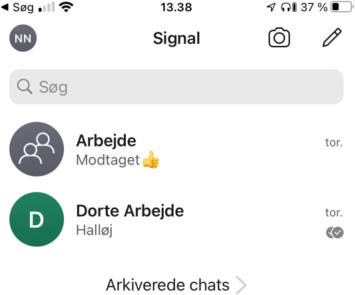 ◀ Søg 13.38 37 %
NN Signal
Søg
Arbejde tor.
Modtaget👍
D Dorte Arbejde tor.
Halløj
Arkiverede chats